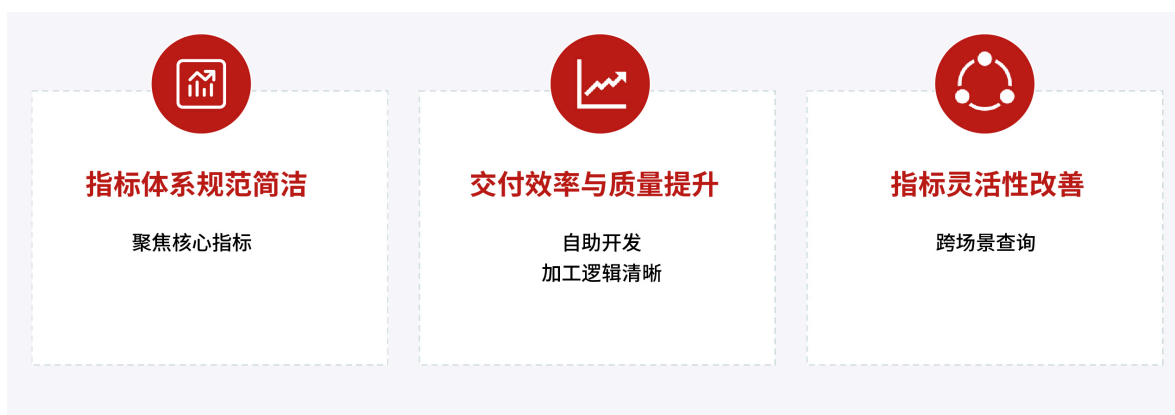 指标体系规范简洁
聚焦核心指标
交付效率与质量提升
自助开发
加工逻辑清晰
指标灵活性改善
跨场景查询